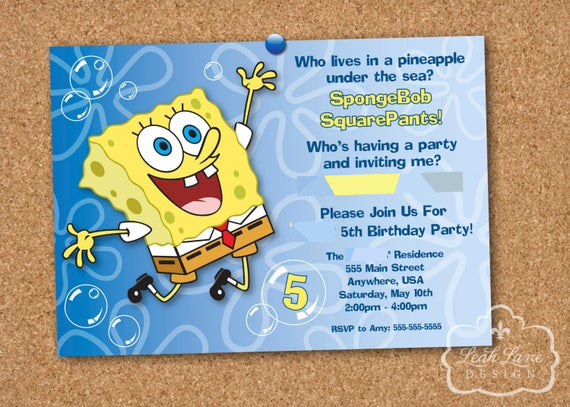 Who lives in a pineapple
under the sea?
SpongeBob
SquarePants!
Who's having a party
and inviting me?
Please Join Us For
5th Birthday Party!
The Residence
555 Main Street
Anywhere, USA
Saturday, May 10th
2:00pm - 4:00pm
5
RSVP to Amy: 555-555-5555
Leah Lane
DESIGN